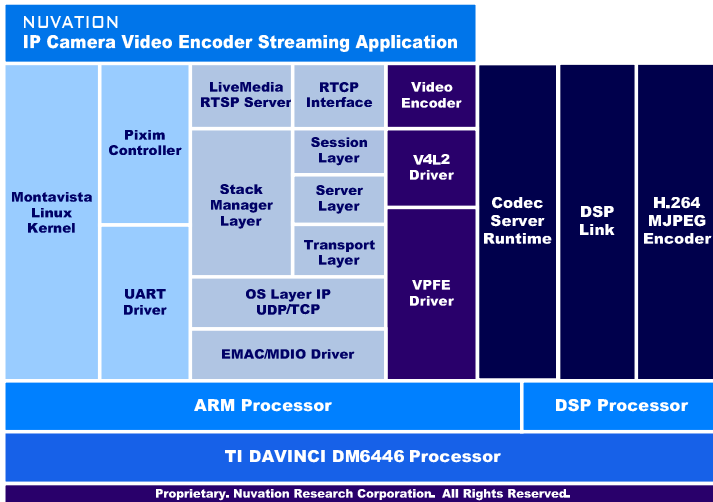 NUVATION
IP Camera Video Encoder Streaming Application
Montavista
Linux
Kernel
Pixim
Controller
UART
Driver
LiveMedia
RTSP Server
RTCP
Interface
Stack
Manager
Layer
Session
Layer
Server
Layer
Transport
Layer
OS Layer IP
UDP/TCP
EMAC/MDIO Driver
Video
Encoder
V4L2
Driver
VPFE
Driver
Codec
Server
Runtime
DSP
Link
H.264
MJPEG
Encoder
ARM Processor
DSP Processor
TI DAVINCI DM6446 Processor
Proprietary. Nuvation Research Corporation. All Rights Reserved.